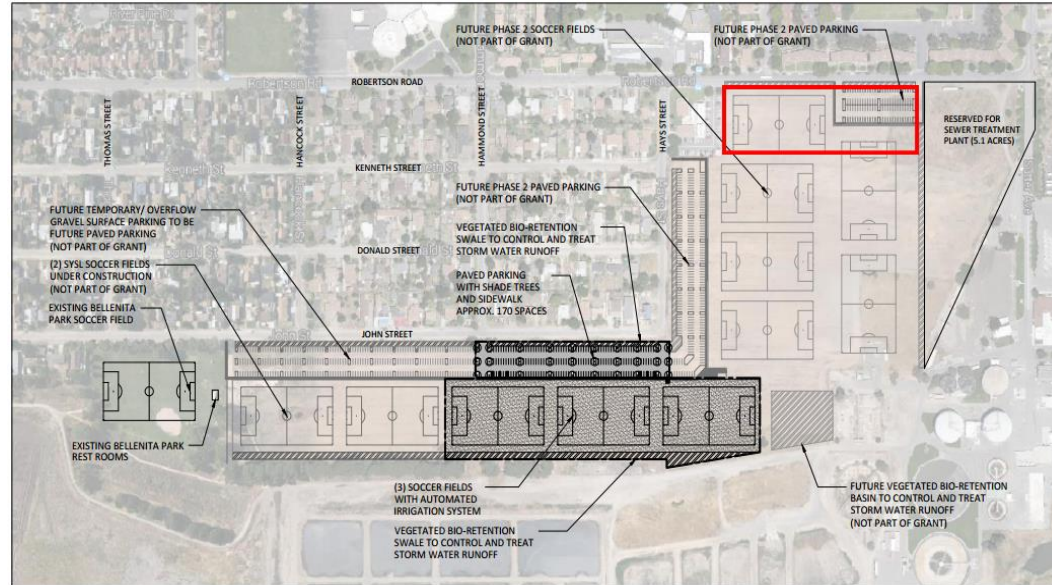 FUTURE PHASE 2 SOCCER FIELDS
(NOT PART OF GRANT)
FUTURE PHASE 2 PAVED PARKING
(NOT PART OF GRANT)
Robertson Rd
ROBERTSON ROAD
THOMAS STREET
HANCOCK STREET
HAMMOND STREET
HAYS STREET
RESERVED FOR
SEWER TREATMENT
PLANT (5.1 ACRES)
KENNETH STREET
FUTURE PHASE 2 PAVED PARKING
(NOT PART OF GRANT)
FUTURE TEMPORARY/ OVERFLOW
GRAVEL SURFACE PARKING TO BE
FUTURE PAVED PARKING
(NOT PART OF GRANT)
VEGETATED BIO-RETENTION
SWALE TO CONTROL AND TREAT
STORM WATER RUNOFF
DONALD STREET
(2) SYSL SOCCER FIELDS
UNDER CONSTRUCTION
(NOT PART OF GRANT)
PAVED PARKING
WITH SHADE TREES
AND SIDEWALK
APPROX. 170 SPACES
EXISTING BELLENITA
PARK SOCCER FIELD
JOHN STREET
EXISTING BELLENITA PARK
REST ROOMS
(3) SOCCER FIELDS
WITH AUTOMATED
IRRIGATION SYSTEM
FUTURE VEGETATED BIO-RETENTION
BASIN TO CONTROL AND TREAT
STORM WATER RUNOFF
(NOT PART OF GRANT)
VEGETATED BIO-RETENTION
SWALE TO CONTROL AND TREAT
STORM WATER RUNOFF